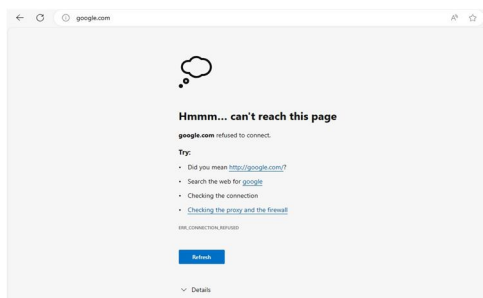 google.com
Hmmm... can't reach this page
google.com refused to connect.
Try:
• Did you mean http://google.com/?
• Search the web for google
• Checking the connection
• Checking the proxy and the firewall
ERR_CONNECTION_REFUSED
Refresh
Details